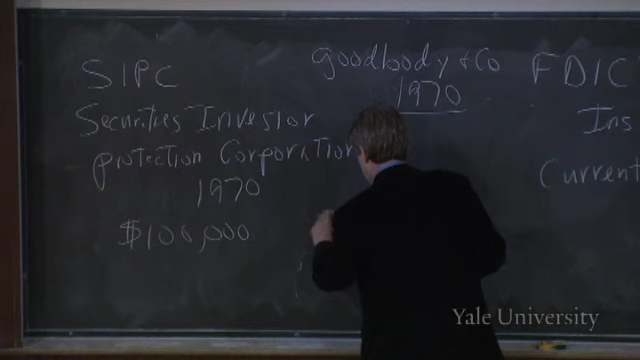 SIPC
Securities Investor
protection Corporation
1970
$100,000
goodbody & Co
1970
FDIC
Ins
Current
Yale University